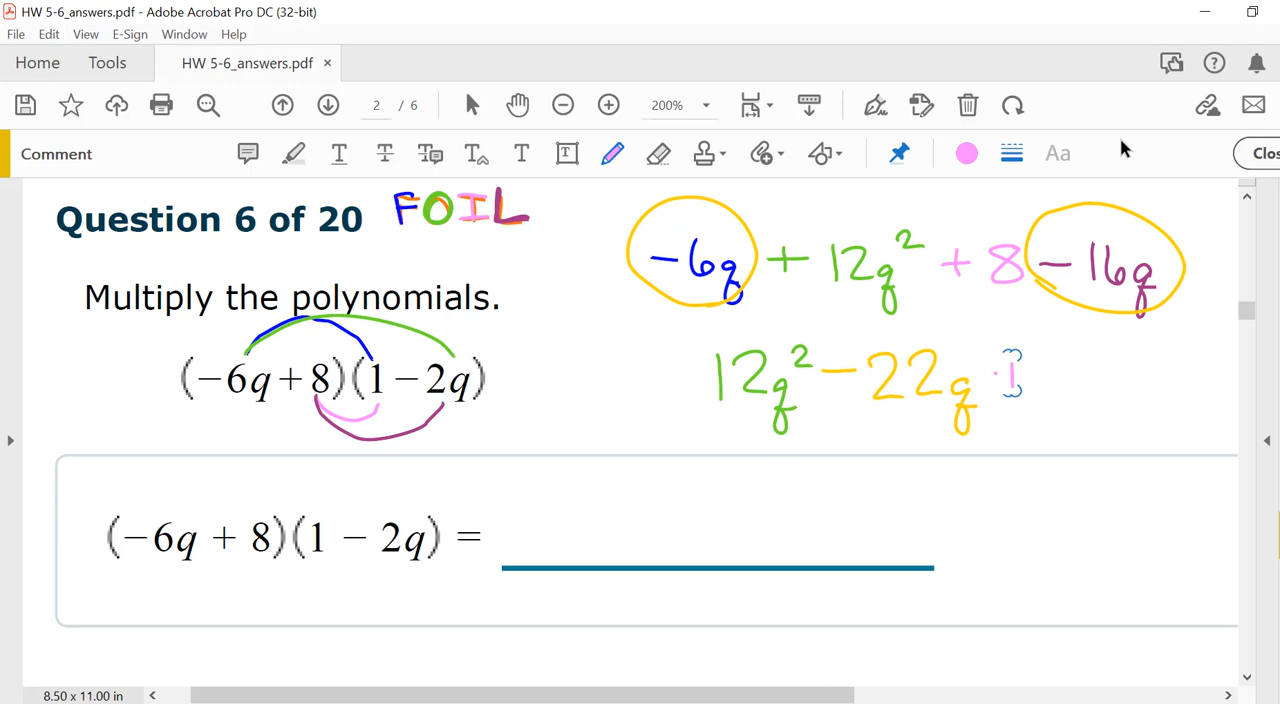 HW 5-6_answers.pdf - Adobe Acrobat Pro DC (32-bit)
File Edit View E-Sign Window Help
Home Tools HW 5-6_answers.pdf ×
2 / 6 200%
Comment T T T T T T Aa Clos
Question 6 of 20 FOIL
-6q + 12q² + 8 - 16q
Multiply the polynomials.
(−6q+8)(1−2q)
12q² - 22q
(−6q + 8)(1 − 2q) =
8.50 x 11.00 in